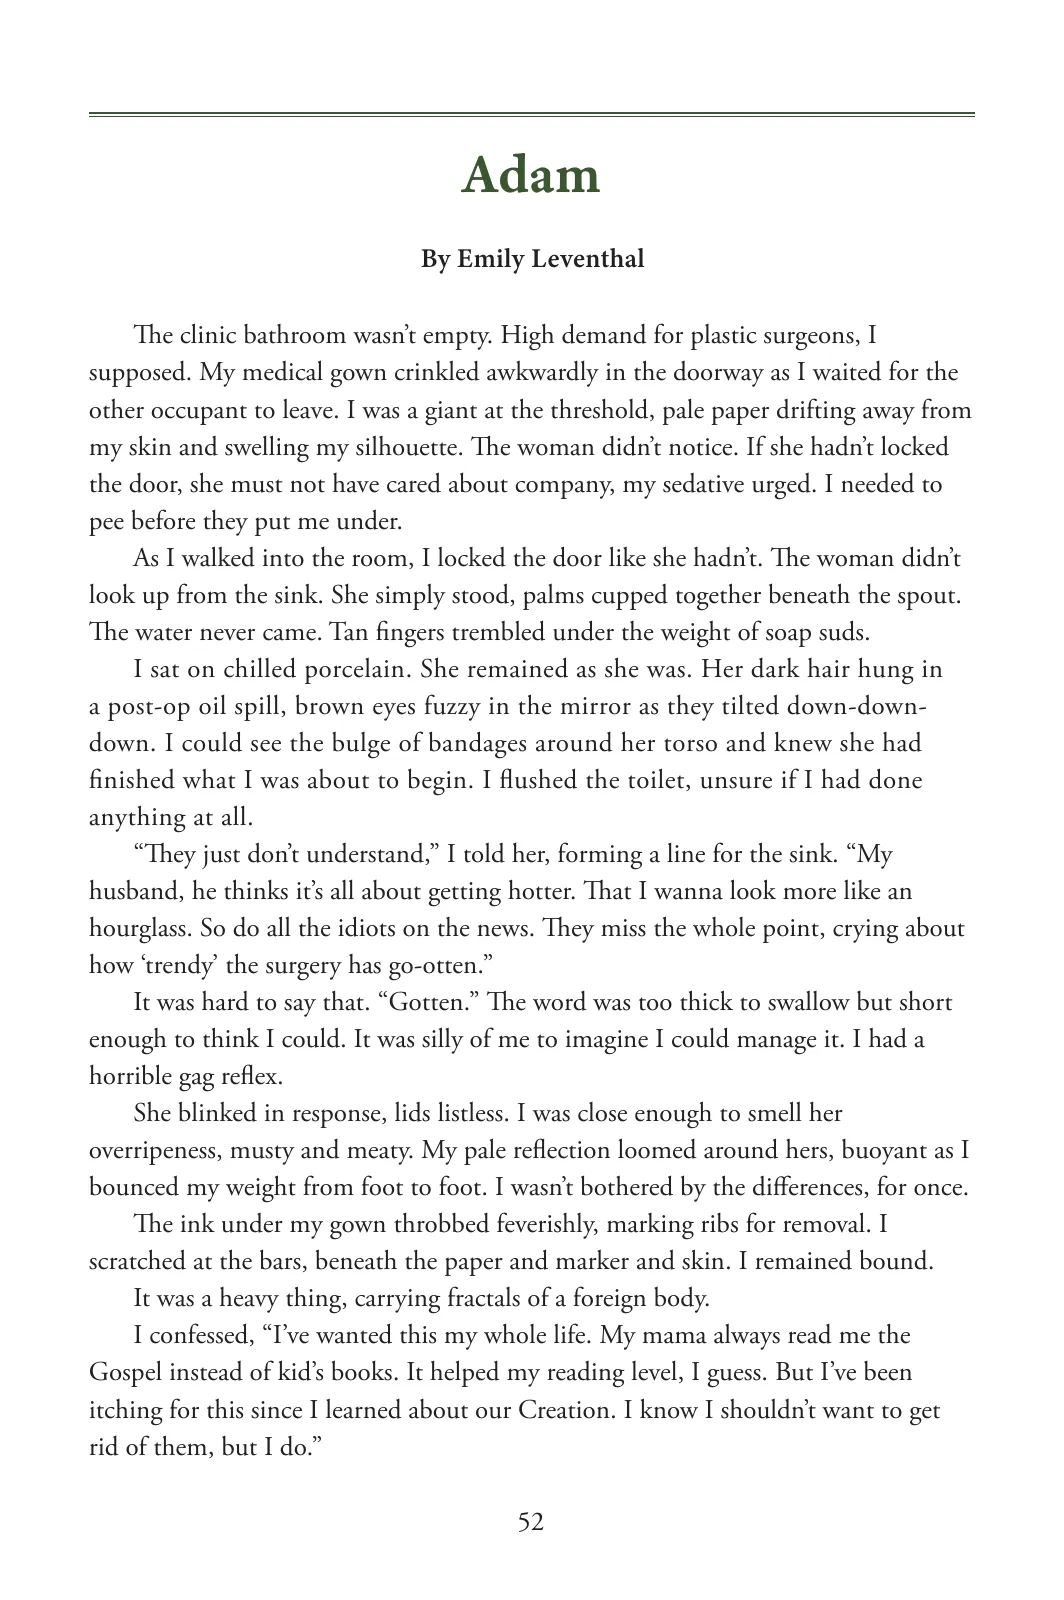 Adam
By Emily Leventhal
The clinic bathroom wasn’t empty. High demand for plastic surgeons, I
supposed. My medical gown crinkled awkwardly in the doorway as I waited for the
other occupant to leave. I was a giant at the threshold, pale paper drifting away from
my skin and swelling my silhouette. The woman didn’t notice. If she hadn’t locked
the door, she must not have cared about company, my sedative urged. I needed to
pee before they put me under.
As I walked into the room, I locked the door like she hadn’t. The woman didn’t
look up from the sink. She simply stood, palms cupped together beneath the spout.
The water never came. Tan fingers trembled under the weight of soap suds.
I sat on chilled porcelain. She remained as she was. Her dark hair hung in
a post-op oil spill, brown eyes fuzzy in the mirror as they tilted down-down-
down. I could see the bulge of bandages around her torso and knew she had
finished what I was about to begin. I flushed the toilet, unsure if I had done
anything at all.
“They just don’t understand,” I told her, forming a line for the sink. “My
husband, he thinks it’s all about getting hotter. That I wanna look more like an
hourglass. So do all the idiots on the news. They miss the whole point, crying about
how ‘trendy’ the surgery has go-otten.”
It was hard to say that. “Gotten.” The word was too thick to swallow but short
enough to think I could. It was silly of me to imagine I could manage it. I had a
horrible gag reflex.
She blinked in response, lids listless. I was close enough to smell her
overripeness, musty and meaty. My pale reflection loomed around hers, buoyant as I
bounced my weight from foot to foot. I wasn’t bothered by the differences, for once.
The ink under my gown throbbed feverishly, marking ribs for removal. I
scratched at the bars, beneath the paper and marker and skin. I remained bound.
It was a heavy thing, carrying fractals of a foreign body.
I confessed, “I’ve wanted this my whole life. My mama always read me the
Gospel instead of kid’s books. It helped my reading level, I guess. But I’ve been
itching for this since I learned about our Creation. I know I shouldn’t want to get
rid of them, but I do.”
52